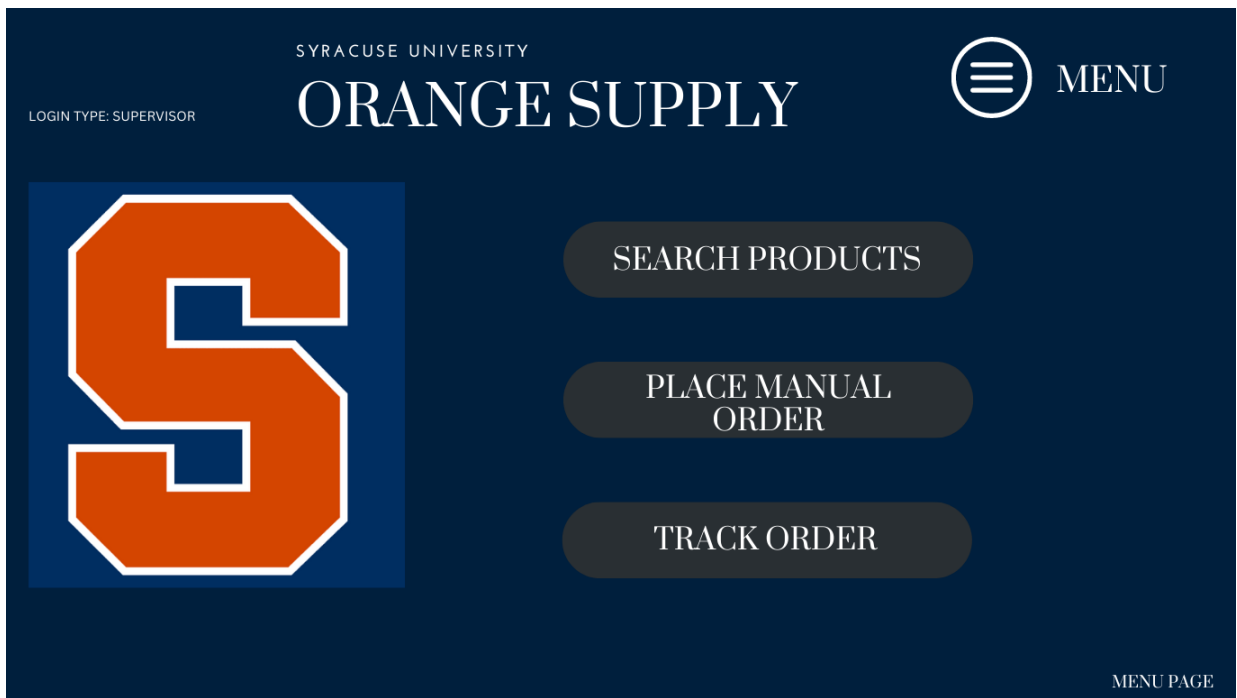 SYRACUSE UNIVERSITY
ORANGE SUPPLY
MENU
LOGIN TYPE: SUPERVISOR
S
SEARCH PRODUCTS
PLACE MANUAL
ORDER
TRACK ORDER
MENU PAGE